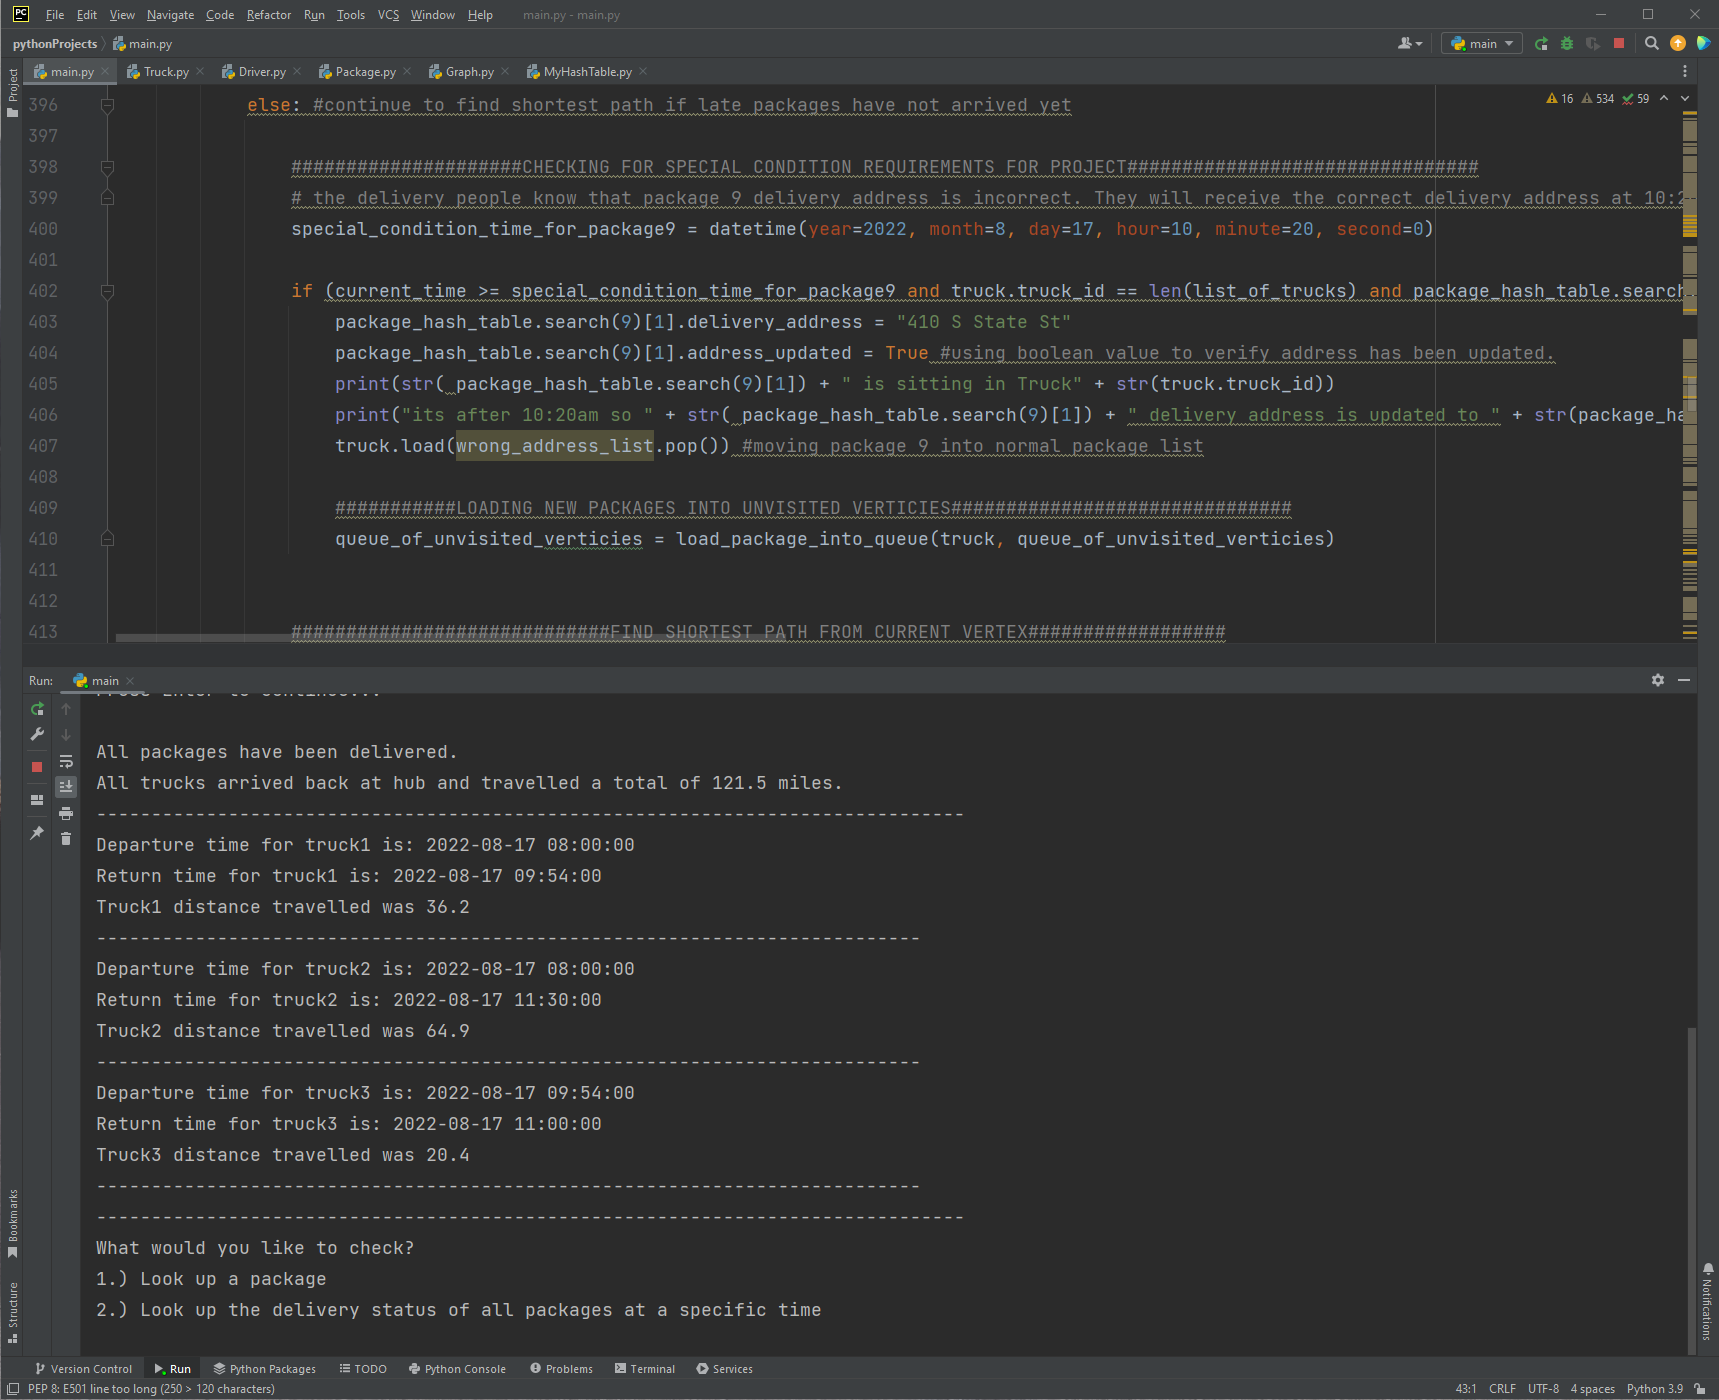 PC File Edit View Navigate Code Refactor Run Tools VCS Window Help main.py - main.py
pythonProjects main.py main
Project
main.py Truck.py Driver.py Package.py Graph.py MyHashTable.py
16 534 59
396 else: #continue to find shortest path if late packages have not arrived yet
397
398 #####################CHECKING FOR SPECIAL CONDITION REQUIREMENTS FOR PROJECT################################
399 # the delivery people know that package 9 delivery address is incorrect. They will receive the correct delivery address at 10:2
400 special_condition_time_for_package9 = datetime(year=2022, month=8, day=17, hour=10, minute=20, second=0)
401
402 if (current_time >= special_condition_time_for_package9 and truck.truck_id == len(list_of_trucks) and package_hash_table.search
403 package_hash_table.search(9)[1].delivery_address = "410 S State St"
404 package_hash_table.search(9)[1].address_updated = True #using boolean value to verify address has been updated.
405 print(str( package_hash_table.search(9)[1]) + " is sitting in Truck" + str(truck.truck_id))
406 print("its after 10:20am so " + str( package_hash_table.search(9)[1]) + " delivery address is updated to " + str(package_ha
407 truck.load(wrong_address_list.pop()) #moving package 9 into normal package list
408
409 ###########LOADING NEW PACKAGES INTO UNVISITED VERTICIES###############################
410 queue_of_unvisited_verticies = load_package_into_queue(truck, queue_of_unvisited_verticies)
411
412
413 #############################FIND SHORTEST PATH FROM CURRENT VERTEX##################
Run: main
Press Enter to continue...
All packages have been delivered.
All trucks arrived back at hub and travelled a total of 121.5 miles.
-------------------------------------------------------------------------------
Departure time for truck1 is: 2022-08-17 08:00:00
Return time for truck1 is: 2022-08-17 09:54:00
Truck1 distance travelled was 36.2
---------------------------------------------------------------------------
Departure time for truck2 is: 2022-08-17 08:00:00
Return time for truck2 is: 2022-08-17 11:30:00
Truck2 distance travelled was 64.9
---------------------------------------------------------------------------
Departure time for truck3 is: 2022-08-17 09:54:00
Return time for truck3 is: 2022-08-17 11:00:00
Truck3 distance travelled was 20.4
---------------------------------------------------------------------------
-------------------------------------------------------------------------------
What would you like to check?
1.) Look up a package
2.) Look up the delivery status of all packages at a specific time
Bookmarks
Structure
Notifications
Version Control Run Python Packages TODO Python Console Problems Terminal Services
PEP 8: E501 line too long (250 > 120 characters) 43:1 CRLF UTF-8 4 spaces Python 3.9